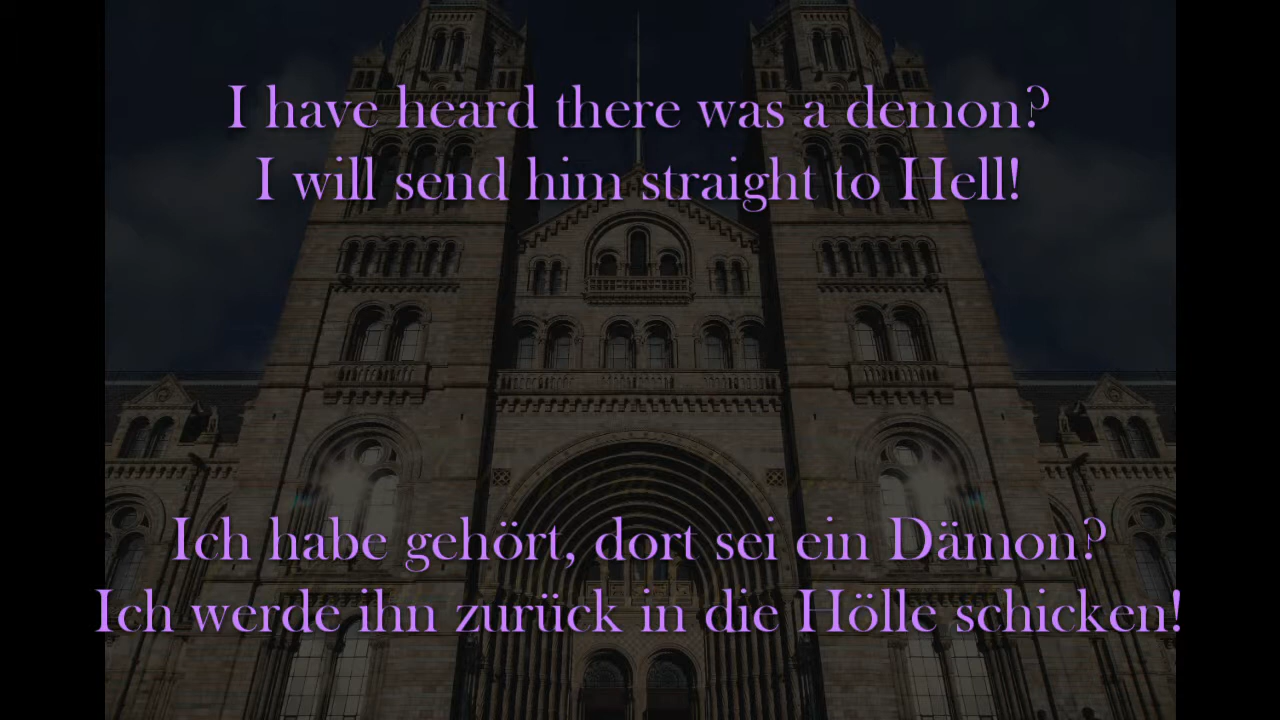 I have heard there was a demon?
I will send him straight to Hell!
Ich habe gehört, dort sei ein Dämon?
Ich werde ihn zurück in die Hölle schicken!